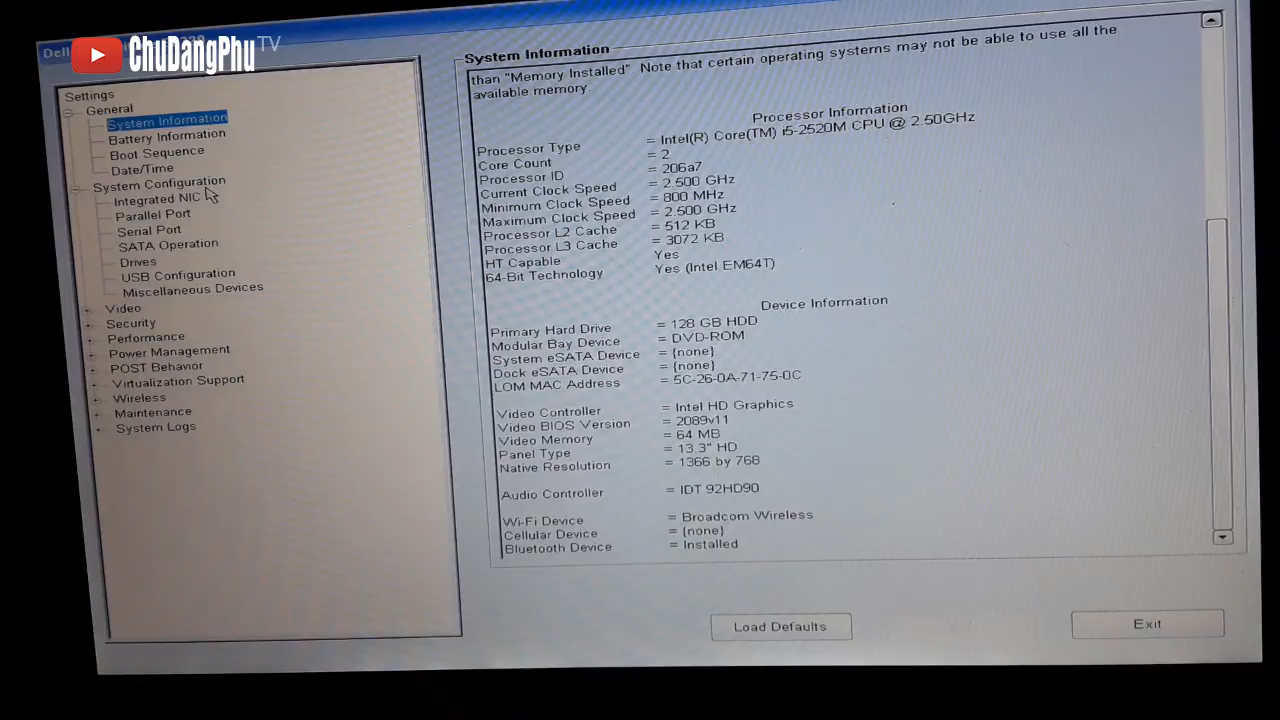 Dell
ChuDangPhu TV
Settings
General
System Information
Battery Information
Boot Sequence
Date/Time
System Configuration
Integrated NIC
Parallel Port
Serial Port
SATA Operation
Drives
USB Configuration
Miscellaneous Devices
Video
Security
Performance
Power Management
POST Behavior
Virtualization Support
Wireless
Maintenance
System Logs
System Information
than "Memory Installed". Note that certain operating systems may not be able to use all the
available memory.
Processor Information
Processor Type = Intel(R) Core(TM) i5-2520M CPU @ 2.50GHz
Core Count = 2
Processor ID = 206a7
Current Clock Speed = 2.500 GHz
Minimum Clock Speed = 800 MHz
Maximum Clock Speed = 2.500 GHz
Processor L2 Cache = 512 KB
Processor L3 Cache = 3072 KB
HT Capable Yes
64-Bit Technology Yes (Intel EM64T)
Device Information
Primary Hard Drive = 128 GB HDD
Modular Bay Device = DVD-ROM
System eSATA Device = {none}
Dock eSATA Device = {none}
LOM MAC Address = 5C-26-0A-71-75-0C
Video Controller = Intel HD Graphics
Video BIOS Version = 2089v11
Video Memory = 64 MB
Panel Type = 13.3" HD
Native Resolution = 1366 by 768
Audio Controller = IDT 92HD90
Wi-Fi Device = Broadcom Wireless
Cellular Device = {none}
Bluetooth Device = Installed
Load Defaults
Exit